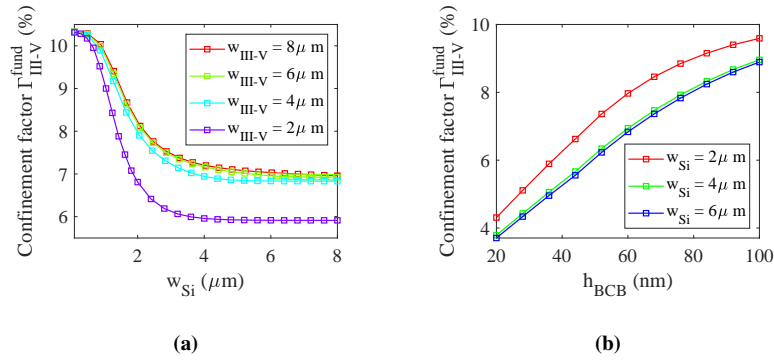 Confinement factor Γ^fund_III-V (%)
10
9
8
7
6
w_III-V = 8μ m
w_III-V = 6μ m
w_III-V = 4μ m
w_III-V = 2μ m
2
4
6
8
w_Si (μm)
(a)
Confinement factor Γ^fund_III-V (%)
10
8
6
4
w_Si = 2μ m
w_Si = 4μ m
w_Si = 6μ m
20
40
60
80
100
h_BCB (nm)
(b)